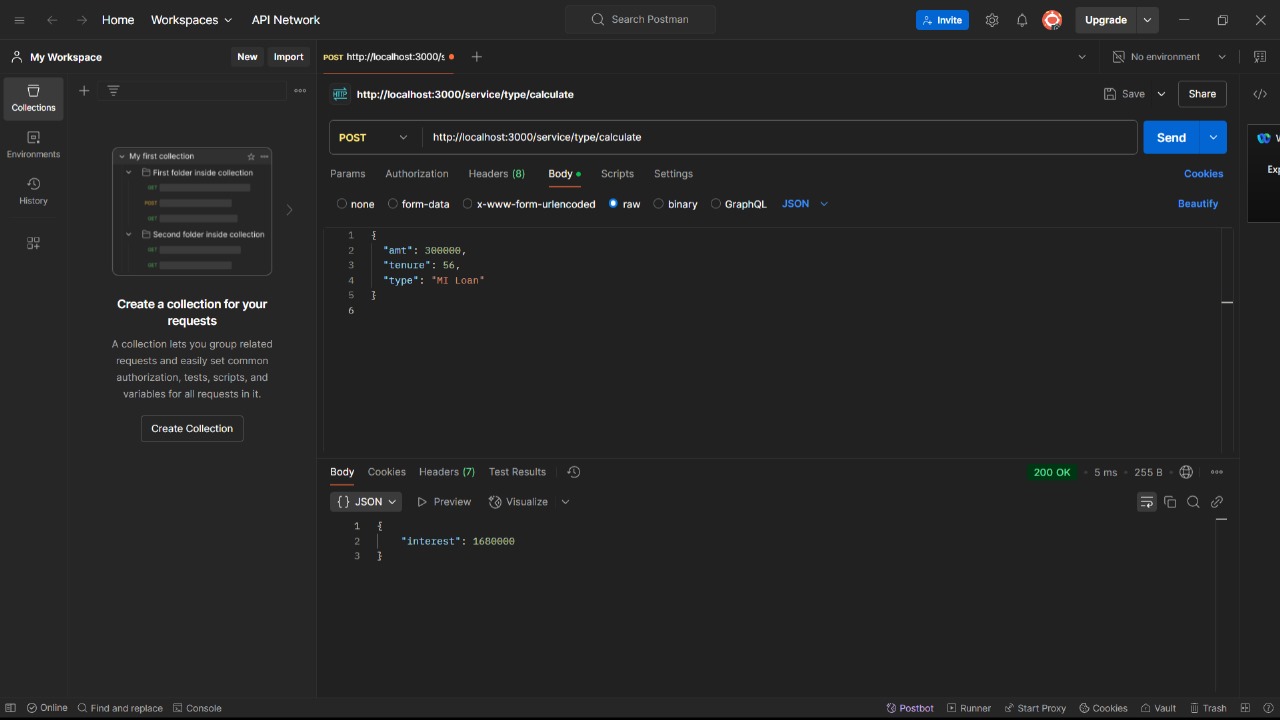 Home Workspaces API Network Search Postman Invite Upgrade
My Workspace New Import POST http://localhost:3000/s No environment
Collections
Environments
History
My first collection
First folder inside collection
GET
POST
GET
Second folder inside collection
GET
GET
Create a collection for your
requests
A collection lets you group related
requests and easily set common
authorization, tests, scripts, and
variables for all requests in it.
Create Collection
HTTP http://localhost:3000/service/type/calculate Save Share
POST http://localhost:3000/service/type/calculate Send
Params Authorization Headers (8) Body Scripts Settings Cookies
none form-data x-www-form-urlencoded raw binary GraphQL JSON Beautify
1 {
2 "amt": 300000,
3 "tenure": 56,
4 "type": "MI Loan"
5 }
6
Body Cookies Headers (7) Test Results 200 OK 5 ms 255 B
{} JSON Preview Visualize
1 {
2 "interest": 1680000
3 }
Online Find and replace Console Postbot Runner Start Proxy Cookies Vault Trash